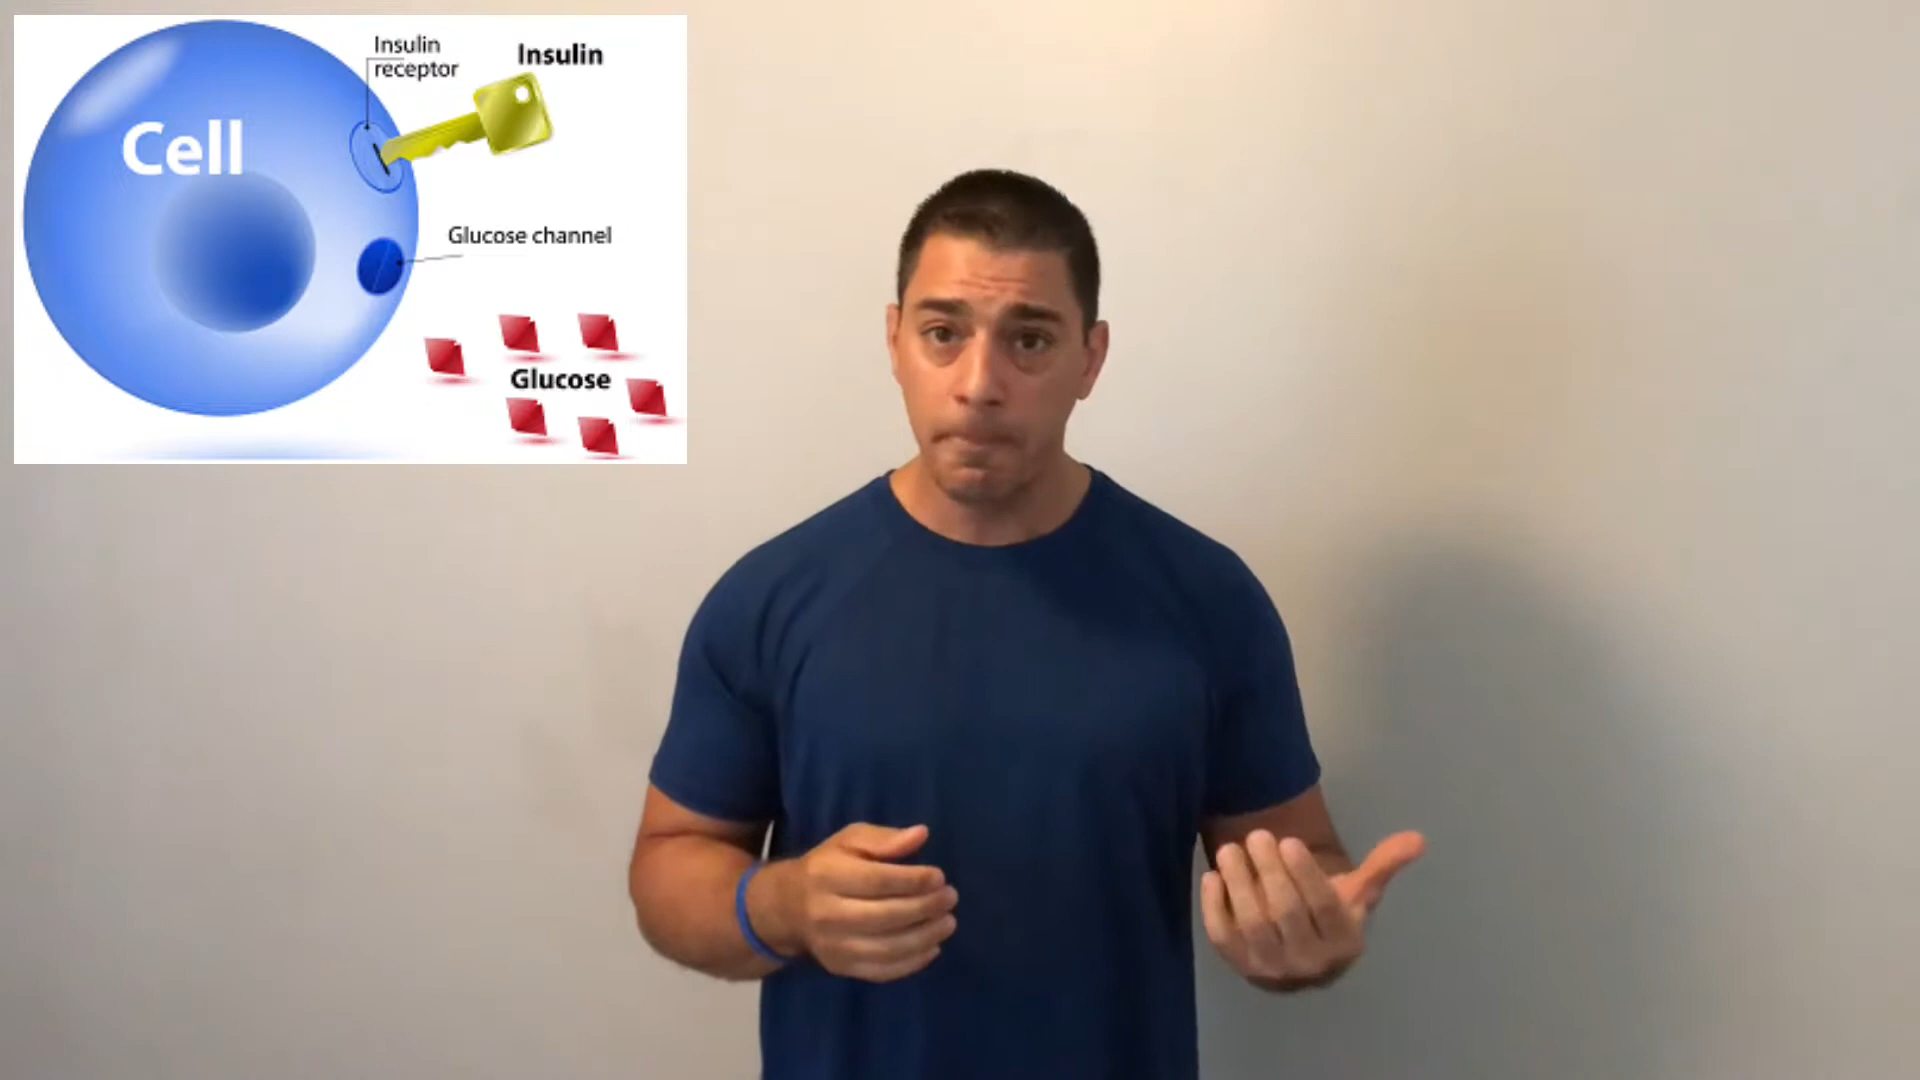 Insulin
receptor
Insulin
Cell
Glucose channel
Glucose